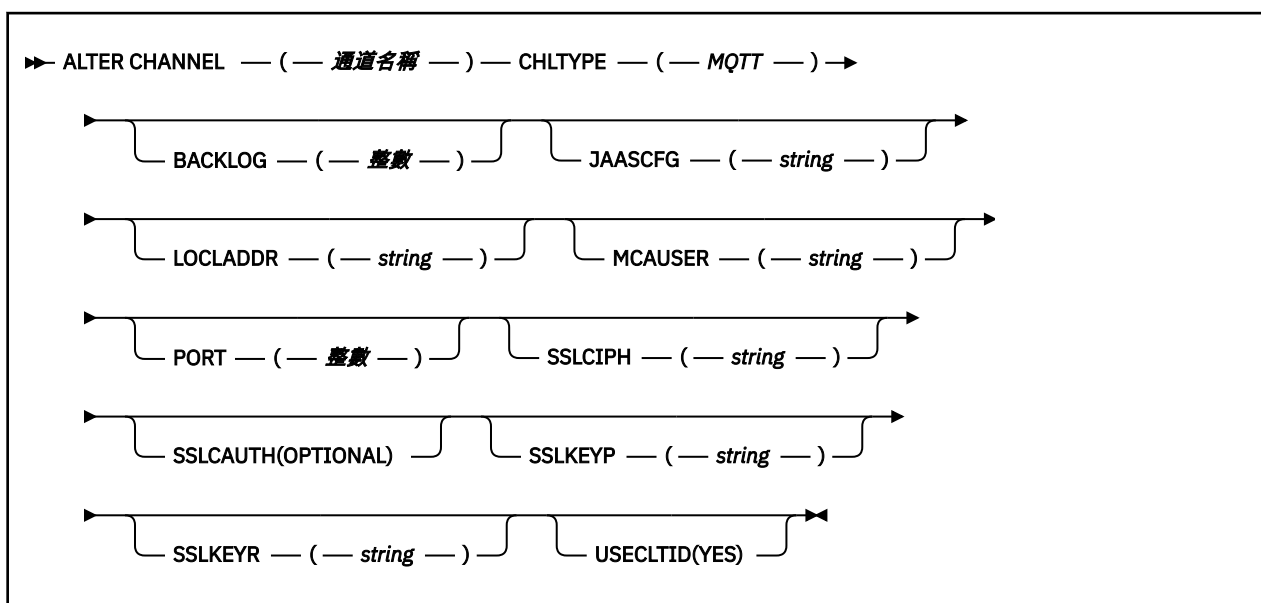 ALTER CHANNEL ( 通道名稱 ) CHLTYPE ( MQTT )
BACKLOG ( 整數 ) JAASCFG ( string )
LOCLADDR ( string ) MCAUSER ( string )
PORT ( 整數 ) SSLCIPH ( string )
SSLCAUTH(OPTIONAL) SSLKEYP ( string )
SSLKEYR ( string ) USECLTID(YES)